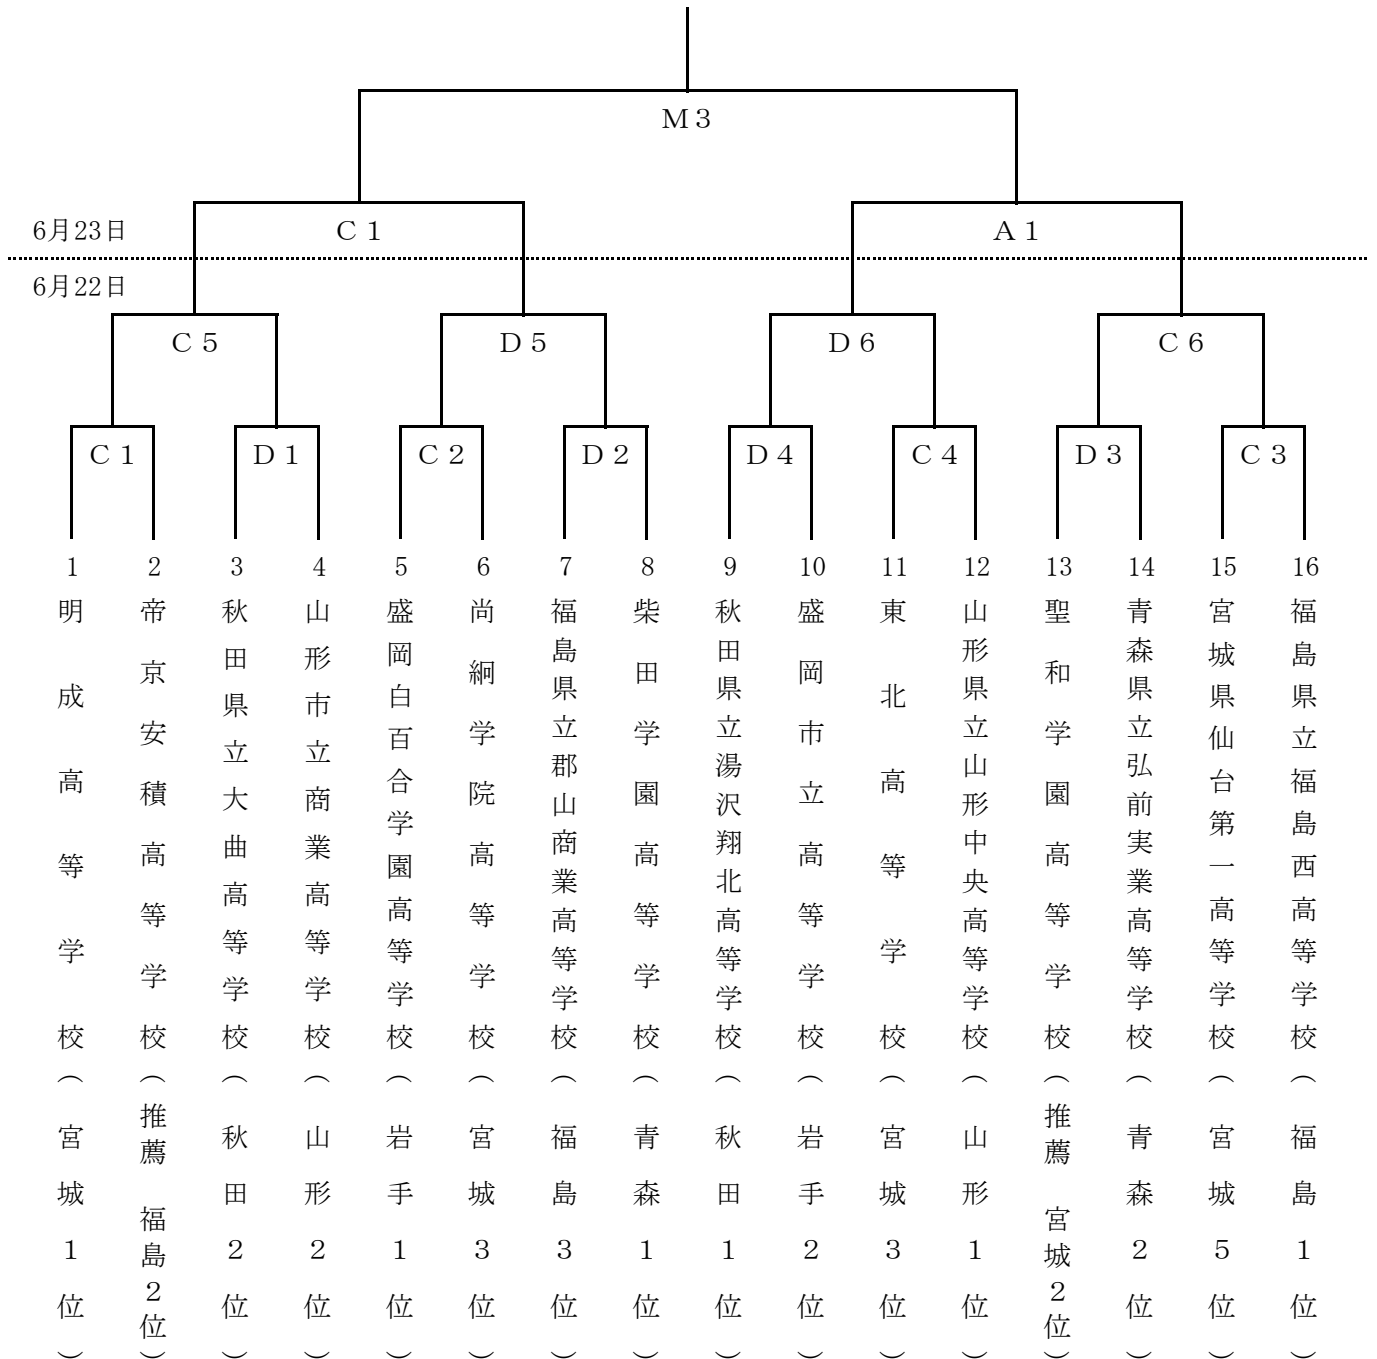 M３
6月23日
C１
A１
6月22日
C５
D５
D６
C６
C１
D１
C２
D２
D４
C４
D３
C３
1
2
3
4
5
6
7
8
9
10
11
12
13
14
15
16
明成高等学校（宮城１位）
帝京安積高等学校（推薦 福島２位）
秋田県立大曲高等学校（秋田２位）
山形市立商業高等学校（山形２位）
盛岡白百合学園高等学校（岩手１位）
尚絅学院高等学校（宮城３位）
福島県立郡山商業高等学校（福島３位）
柴田学園高等学校（青森１位）
秋田県立湯沢翔北高等学校（秋田１位）
盛岡市立高等学校（岩手２位）
東北高等学校（宮城３位）
山形県立山形中央高等学校（山形１位）
聖和学園高等学校（推薦 宮城２位）
青森県立弘前実業高等学校（青森２位）
宮城県仙台第一高等学校（宮城５位）
福島県立福島西高等学校（福島１位）